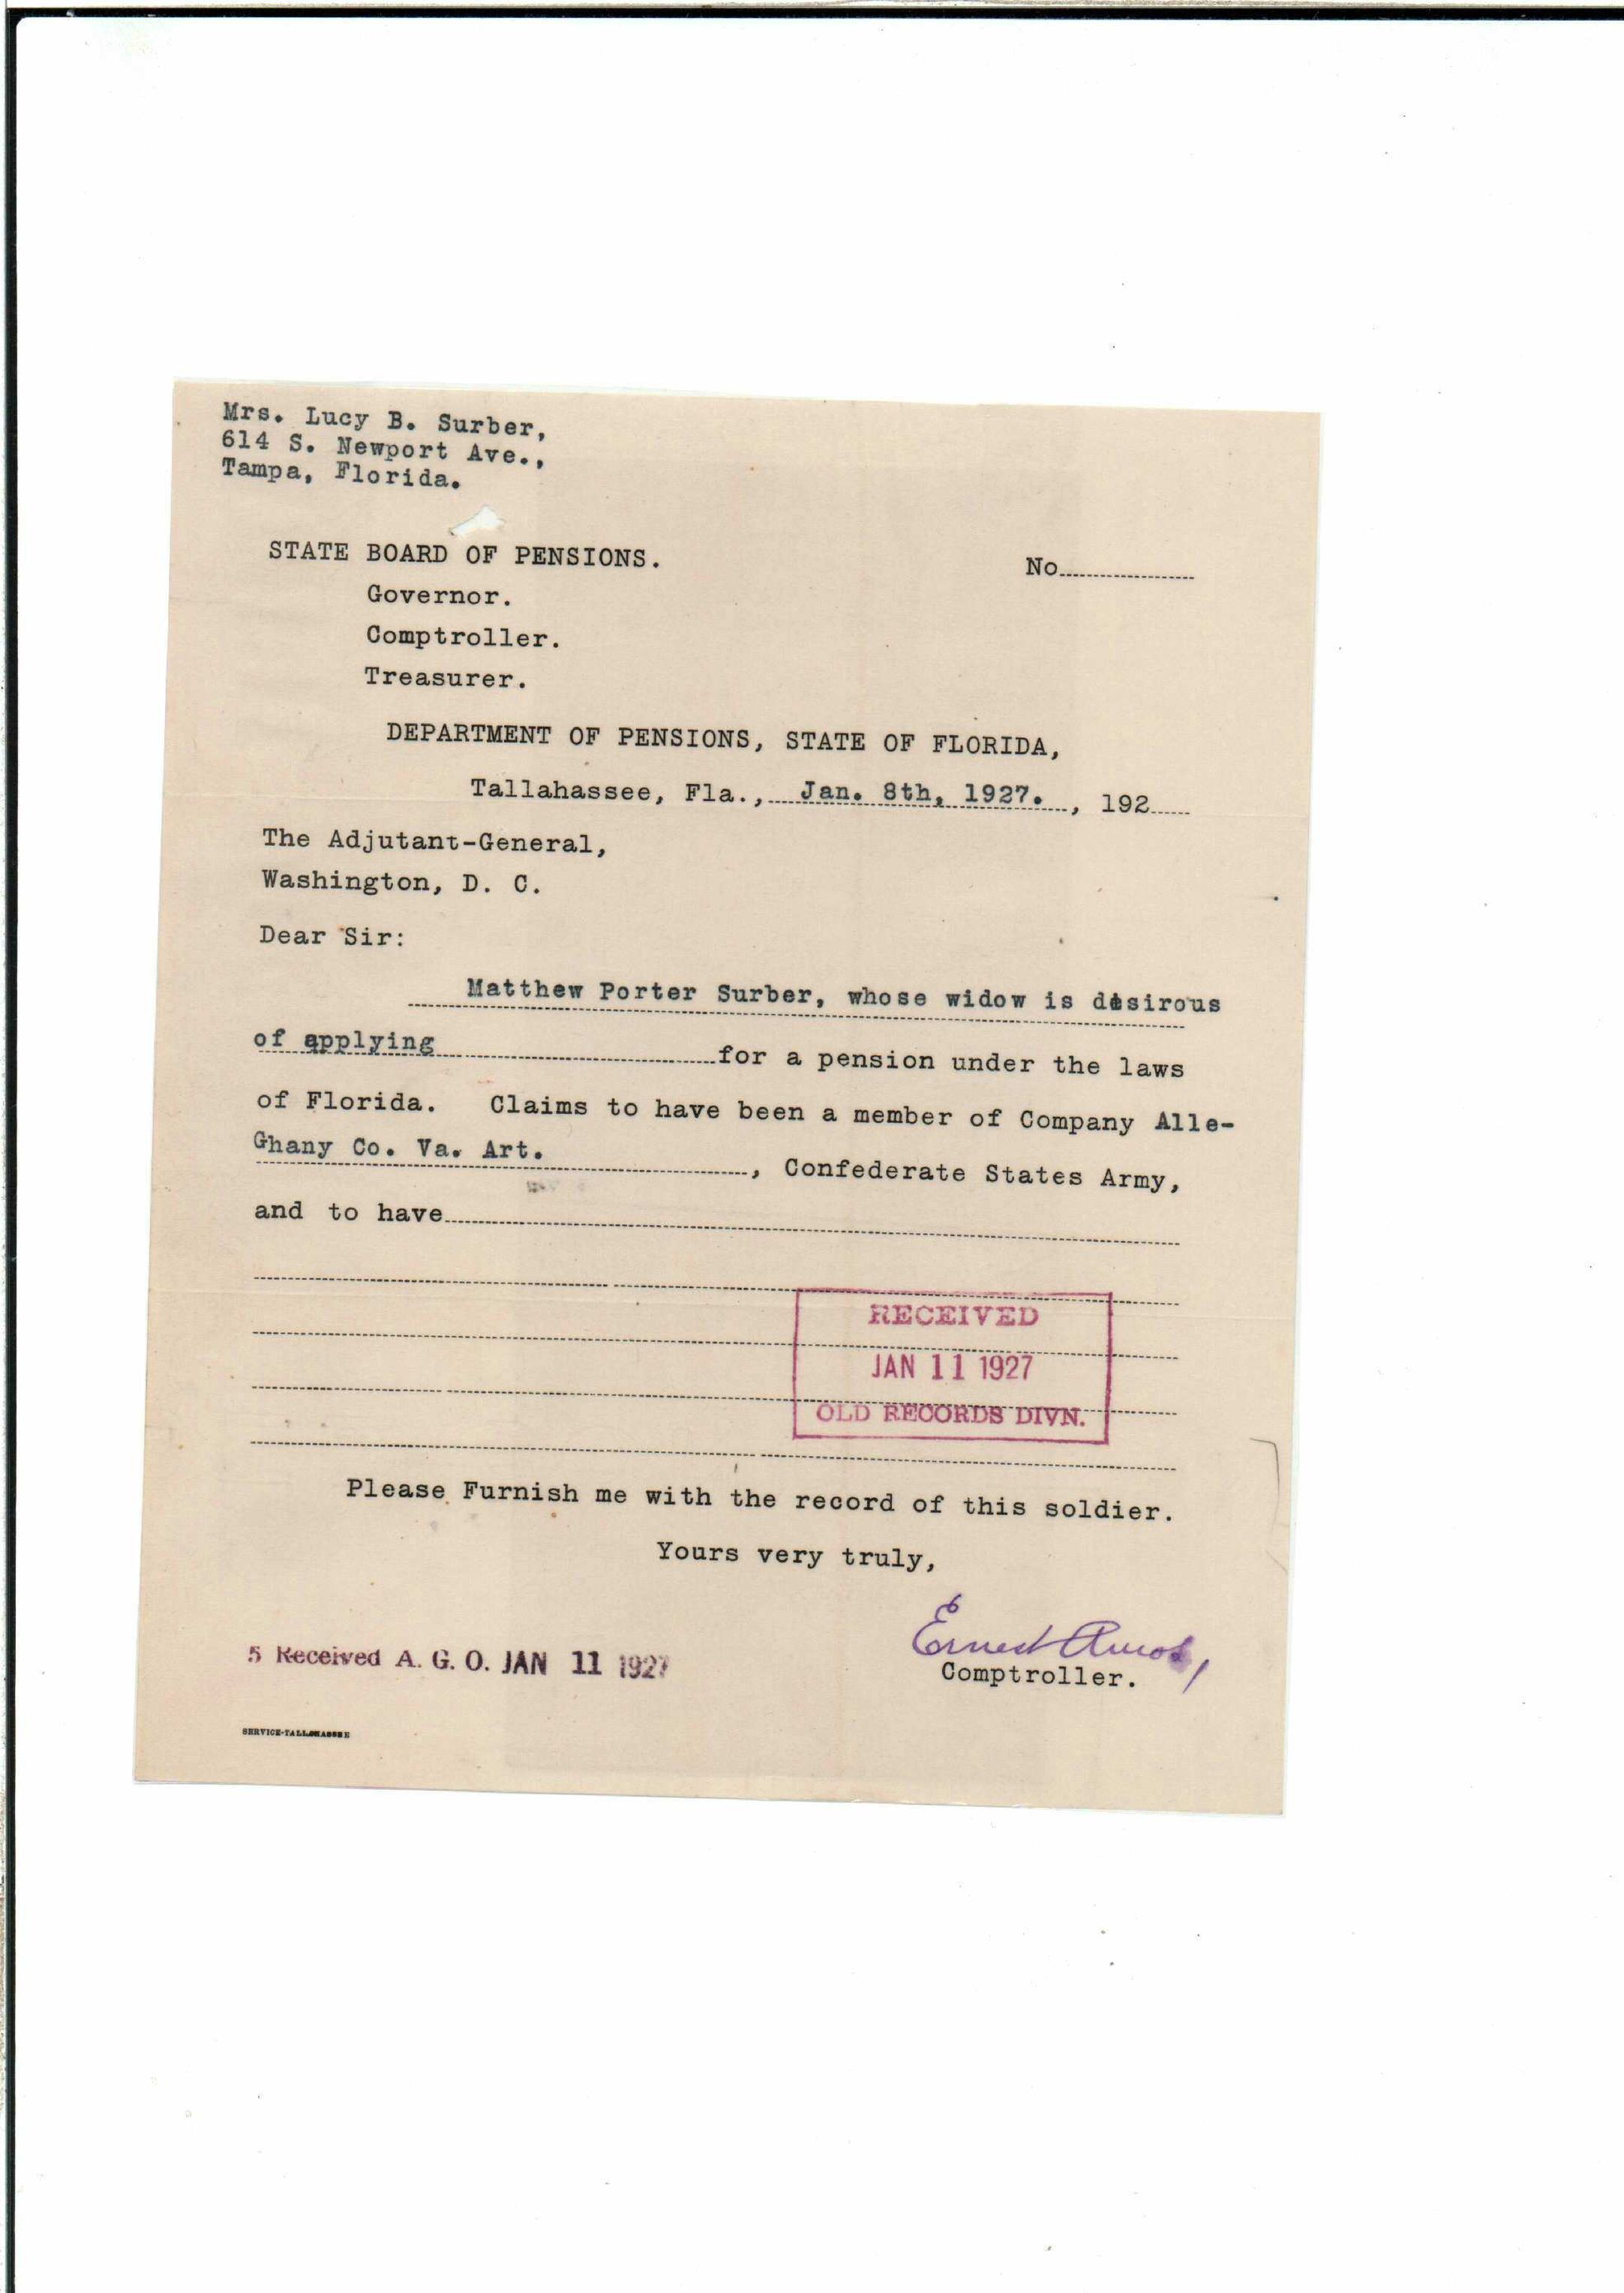 Mrs. Lucy B. Surber,
614 S. Newport Ave.,
Tampa, Florida.
STATE BOARD OF PENSIONS.
No
Governor.
Comptroller.
Treasurer.
DEPARTMENT OF PENSIONS, STATE OF FLORIDA,
Tallahassee, Fla., Jan. 8th, 1927. , 192
The Adjutant-General,
Washington, D. C.
Dear Sir:
Matthew Porter Surber, whose widow is desirous
of applying for a pension under the laws
of Florida. Claims to have been a member of Company Alle-
Ghany Co. Va. Art. , Confederate States Army,
and to have
RECEIVED
JAN 11 1927
OLD RECORDS DIVN.
Please Furnish me with the record of this soldier.
Yours very truly,
Ernest Amos,
Comptroller.
5 Received A. G. O. JAN 11 1927
SERVICE-TALLAHASSEE